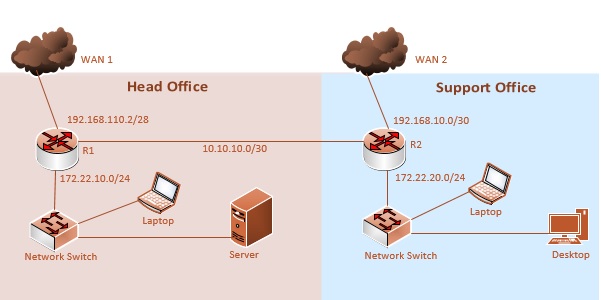 WAN 1
WAN 2
Head Office
Support Office
192.168.110.2/28
192.168.10.0/30
R1
10.10.10.0/30
R2
172.22.10.0/24
172.22.20.0/24
Laptop
Laptop
Network Switch
Server
Network Switch
Desktop